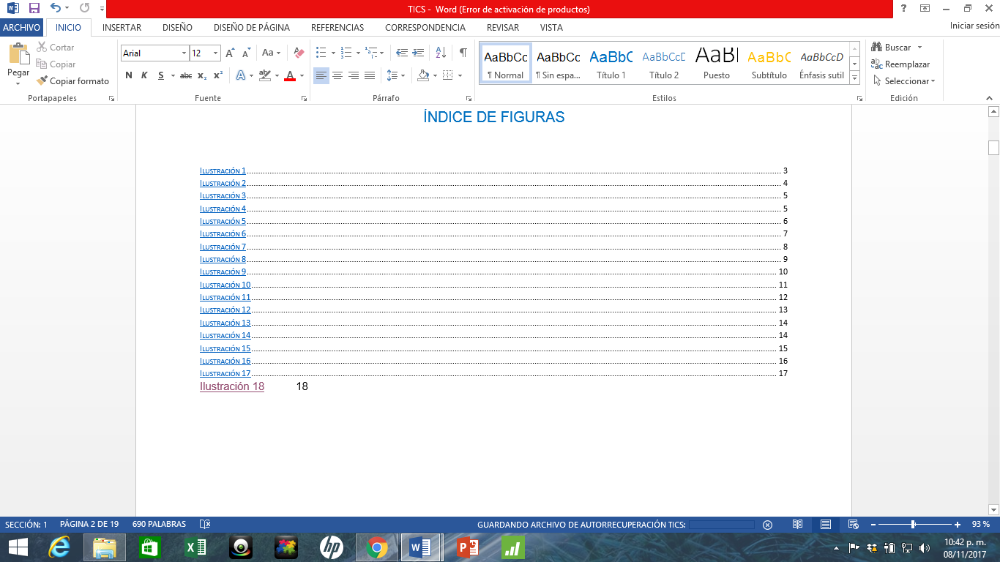 TICS - Word (Error de activación de productos)
ARCHIVO INICIO INSERTAR DISEÑO DISEÑO DE PÁGINA REFERENCIAS CORRESPONDENCIA REVISAR VISTA Iniciar sesión
Pegar
Cortar
Copiar
Copiar formato
Portapapeles
Arial 12
Aa
N K S abc x₂ x² A ab A
Fuente
Párrafo
AaBbCc AaBbCc AaBbC AaBbCcD AaB AaBbC AaBbCcD
¶ Normal ¶ Sin espa... Título 1 Título 2 Puesto Subtítulo Énfasis sutil
Estilos
Buscar
Reemplazar
Seleccionar
Edición
ÍNDICE DE FIGURAS
Ilustración 1 3
Ilustración 2 4
Ilustración 3 5
Ilustración 4 5
Ilustración 5 6
Ilustración 6 7
Ilustración 7 8
Ilustración 8 9
Ilustración 9 10
Ilustración 10 11
Ilustración 11 12
Ilustración 12 13
Ilustración 13 14
Ilustración 14 14
Ilustración 15 15
Ilustración 16 16
Ilustración 17 17
Ilustración 18 18
SECCIÓN: 1 PÁGINA 2 DE 19 690 PALABRAS GUARDANDO ARCHIVO DE AUTORRECUPERACIÓN TICS: 93 %
10:42 p. m.
08/11/2017